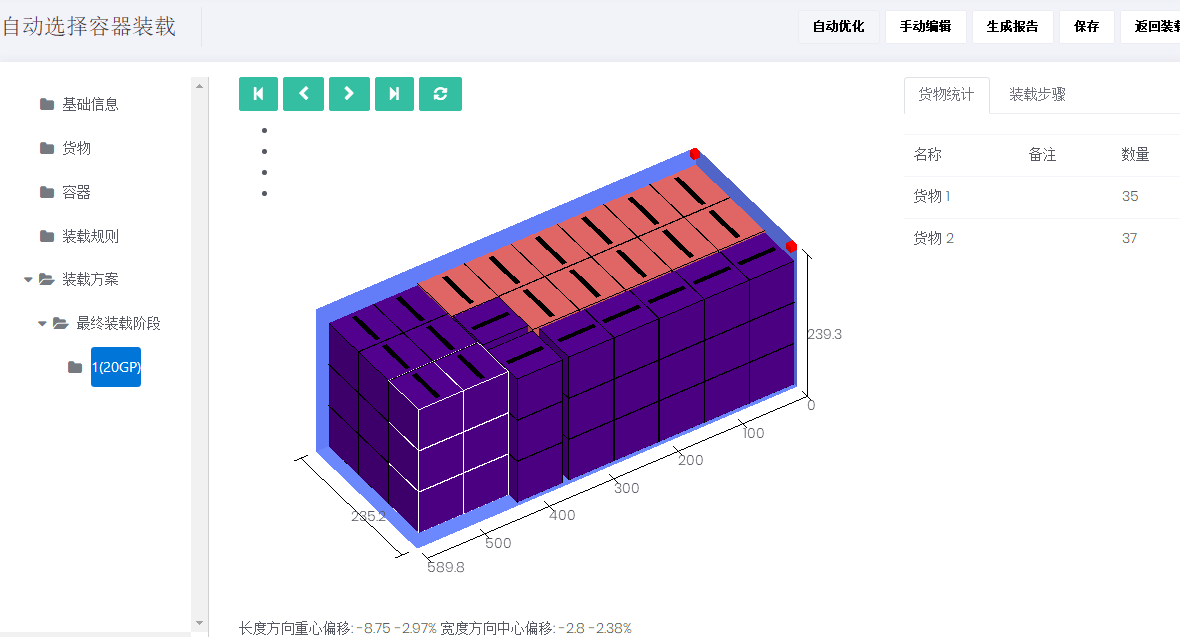 自动选择容器装载
自动优化 手动编辑 生成报告 保存 返回装载
基础信息
货物
容器
装载规则
装载方案
最终装载阶段
1(20GP)
货物统计 装载步骤
名称 备注 数量
货物 1 35
货物 2 37
239.3
0
100
200
300
400
500
589.8
235.2
长度方向重心偏移: -8.75 -2.97% 宽度方向中心偏移: -2.8 -2.38%